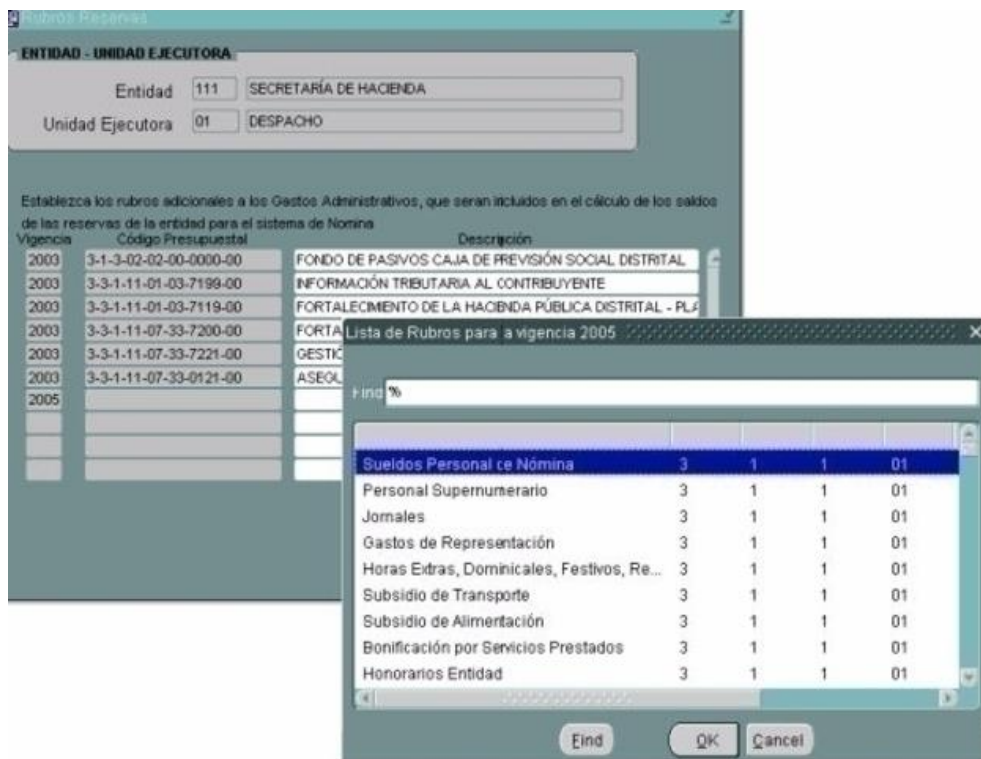 Rubros Reservas
ENTIDAD - UNIDAD EJECUTORA
Entidad 111 SECRETARÍA DE HACIENDA
Unidad Ejecutora 01 DESPACHO
Establezca los rubros adicionales a los Gastos Administrativos, que seran incluidos en el cálculo de los saldos
de las reservas de la entidad para el sistema de Nomina
Vigencia Código Presupuestal Descripción
2003 3-1-3-02-02-00-0000-00 FONDO DE PASIVOS CAJA DE PREVISIÓN SOCIAL DISTRITAL
2003 3-3-1-11-01-03-7199-00 INFORMACIÓN TRIBUTARIA AL CONTRIBUYENTE
2003 3-3-1-11-01-03-7119-00 FORTALECIMIENTO DE LA HACIENDA PÚBLICA DISTRITAL - PLA
2003 3-3-1-11-07-33-7200-00 FORTA
2003 3-3-1-11-07-33-7221-00 GESTIÓ
2003 3-3-1-11-07-33-0121-00 ASEGU
2005
Lista de Rubros para a vigencia 2005
Find %
Sueldos Personal ce Nómina 3 1 1 01
Personal Supernumerario 3 1 1 01
Jornales 3 1 1 01
Gastos de Representación 3 1 1 01
Horas Extras, Dominicales, Festivos, Re... 3 1 1 01
Subsidio de Transporte 3 1 1 01
Subsidio de Alimentación 3 1 1 01
Bonificación por Servicios Prestados 3 1 1 01
Honorarios Entidad 3 1 1 01
Find OK Cancel